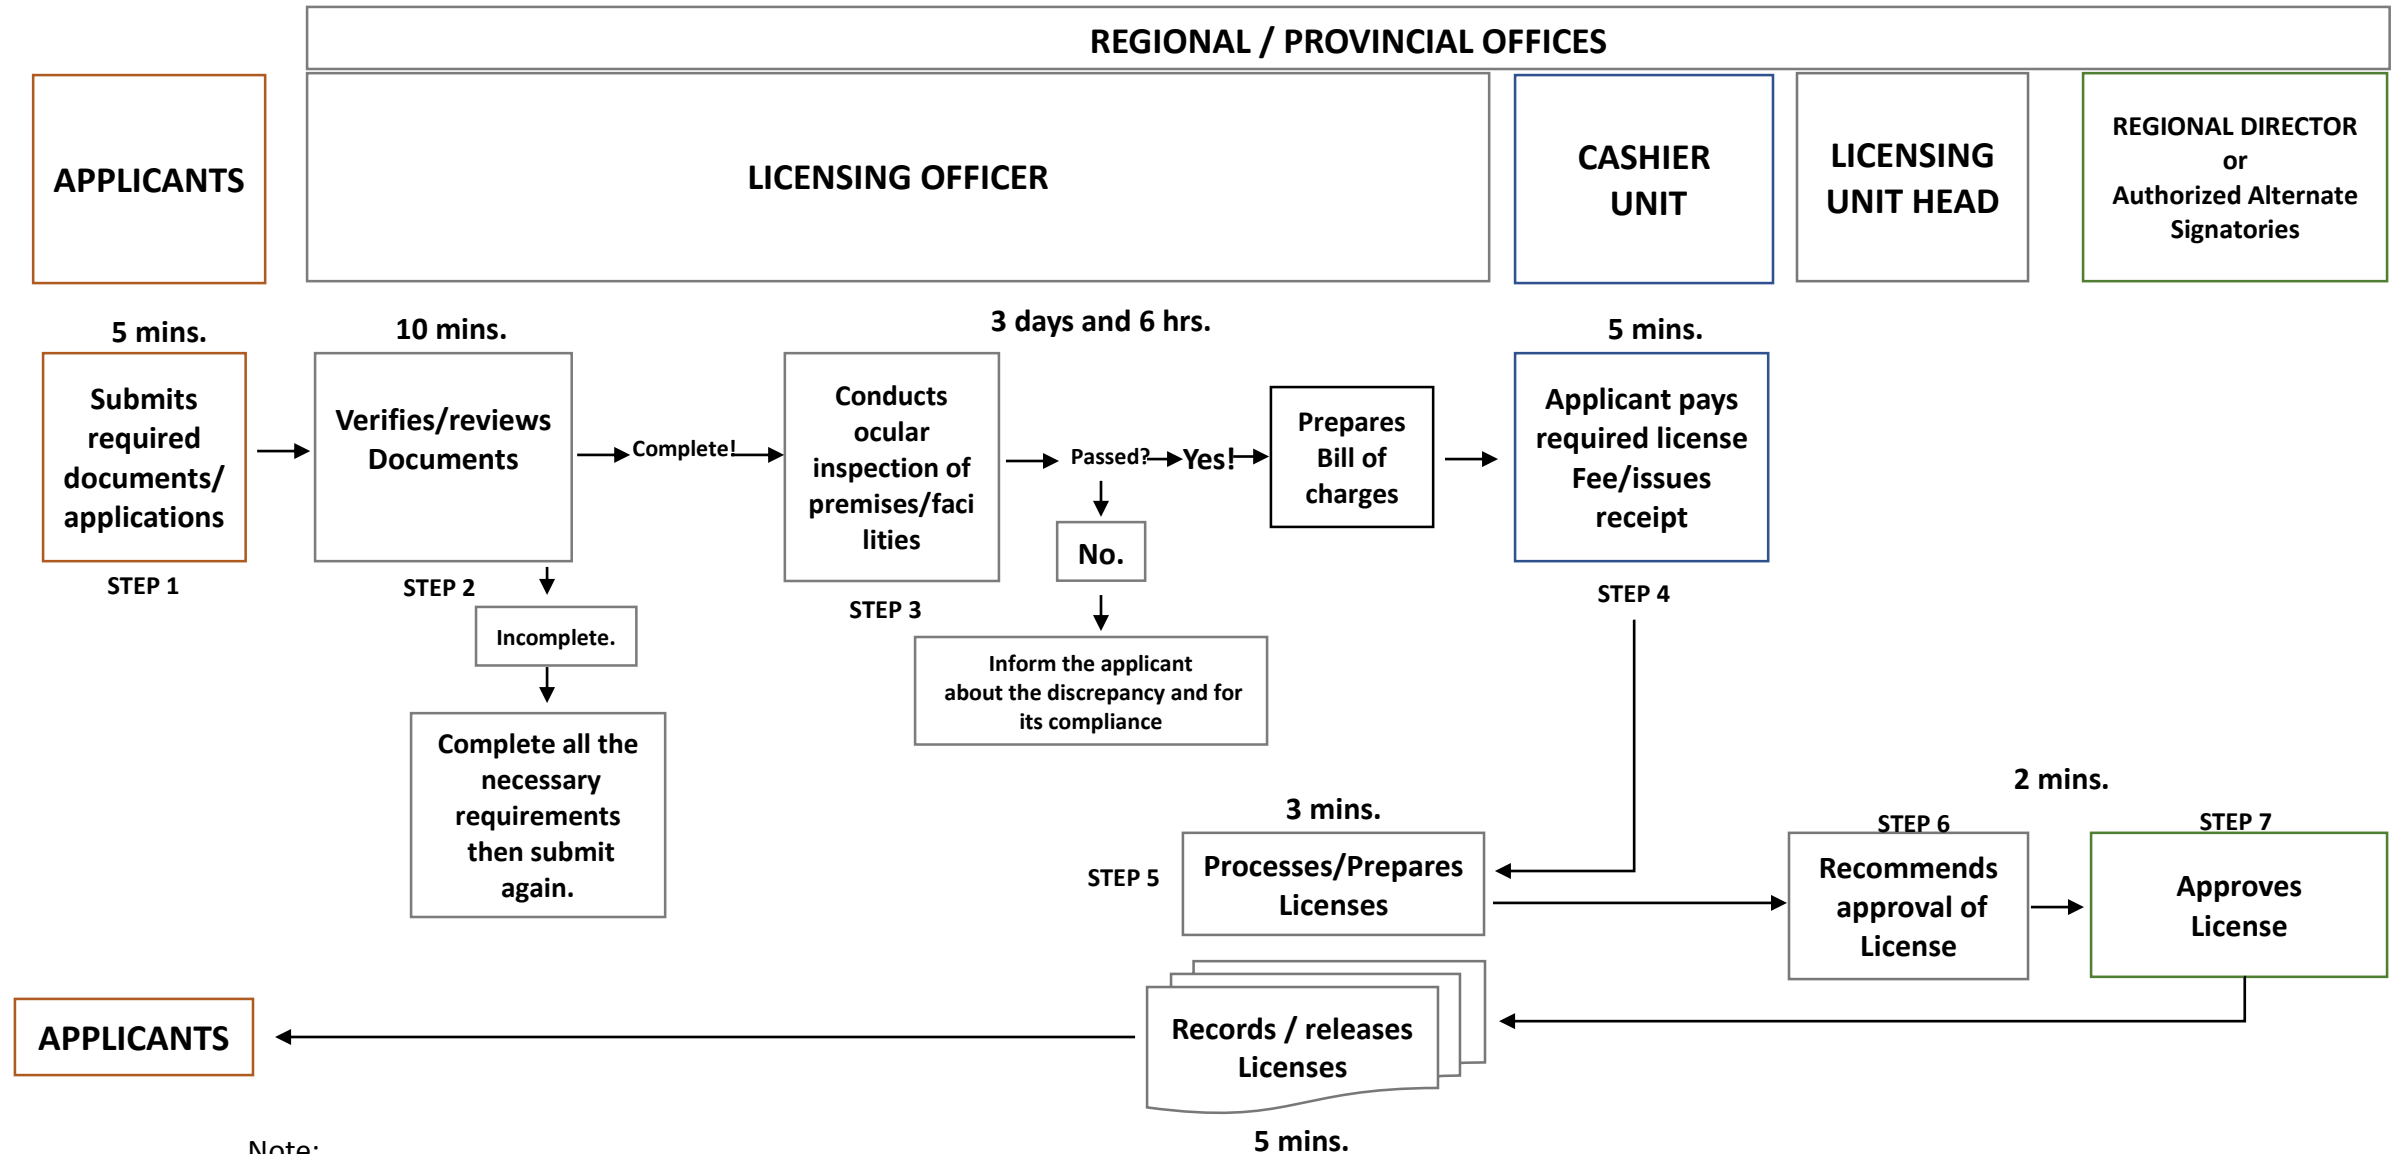 REGIONAL / PROVINCIAL OFFICES
APPLICANTS
LICENSING OFFICER
CASHIER
UNIT
LICENSING
UNIT HEAD
REGIONAL DIRECTOR
or
Authorized Alternate
Signatories
5 mins.
10 mins.
3 days and 6 hrs.
5 mins.
Submits
required
documents/
applications
STEP 1
Verifies/reviews
Documents
STEP 2
Complete!
Incomplete.
Complete all the
necessary
requirements
then submit
again.
Conducts
ocular
inspection of
premises/faci
lities
STEP 3
Passed?
Yes!
No.
Inform the applicant
about the discrepancy and for
its compliance
Prepares
Bill of
charges
Applicant pays
required license
Fee/issues
receipt
STEP 4
3 mins.
STEP 5
Processes/Prepares
Licenses
2 mins.
STEP 6
Recommends
approval of
License
STEP 7
Approves
License
Records / releases
Licenses
5 mins.
APPLICANTS
Note: